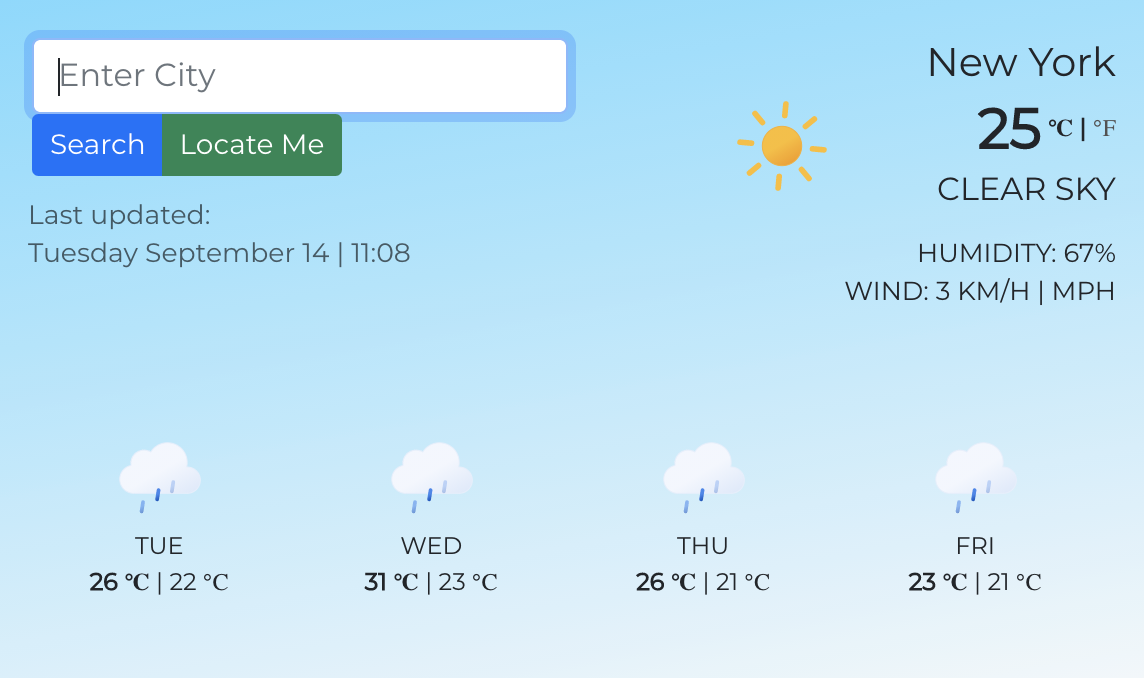 Enter City
Search Locate Me
Last updated:
Tuesday September 14 | 11:08
New York
25 °C | °F
CLEAR SKY
HUMIDITY: 67%
WIND: 3 KM/H | MPH
TUE
26 °C | 22 °C
WED
31 °C | 23 °C
THU
26 °C | 21 °C
FRI
23 °C | 21 °C